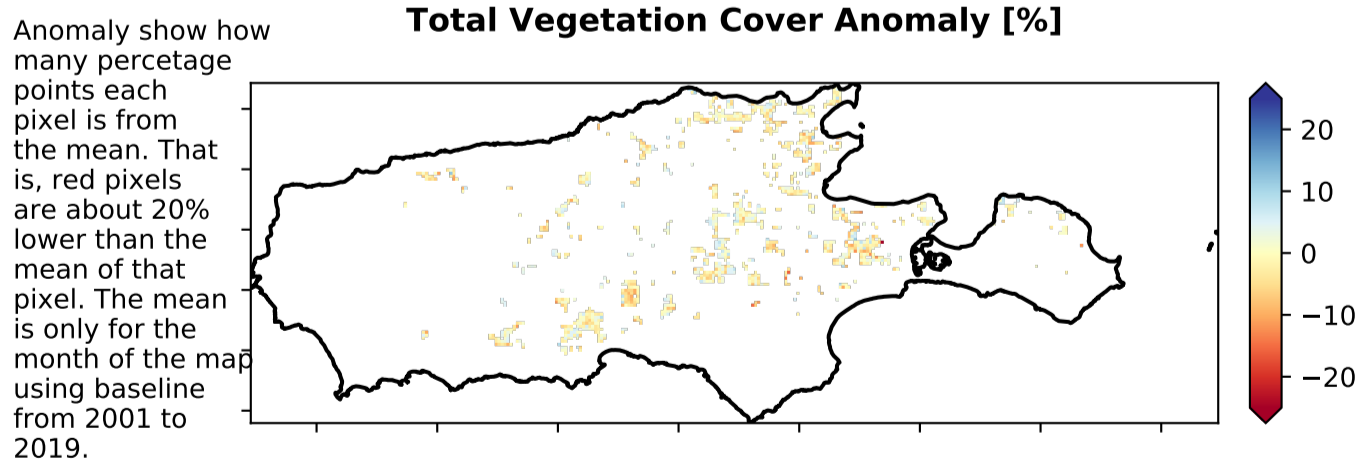 Total Vegetation Cover Anomaly [%]
Anomaly show how
many percetage
points each
pixel is from
the mean. That
is, red pixels
are about 20%
lower than the
mean of that
pixel. The mean
is only for the
month of the map
using baseline
from 2001 to
2019.
20
10
0
−10
−20